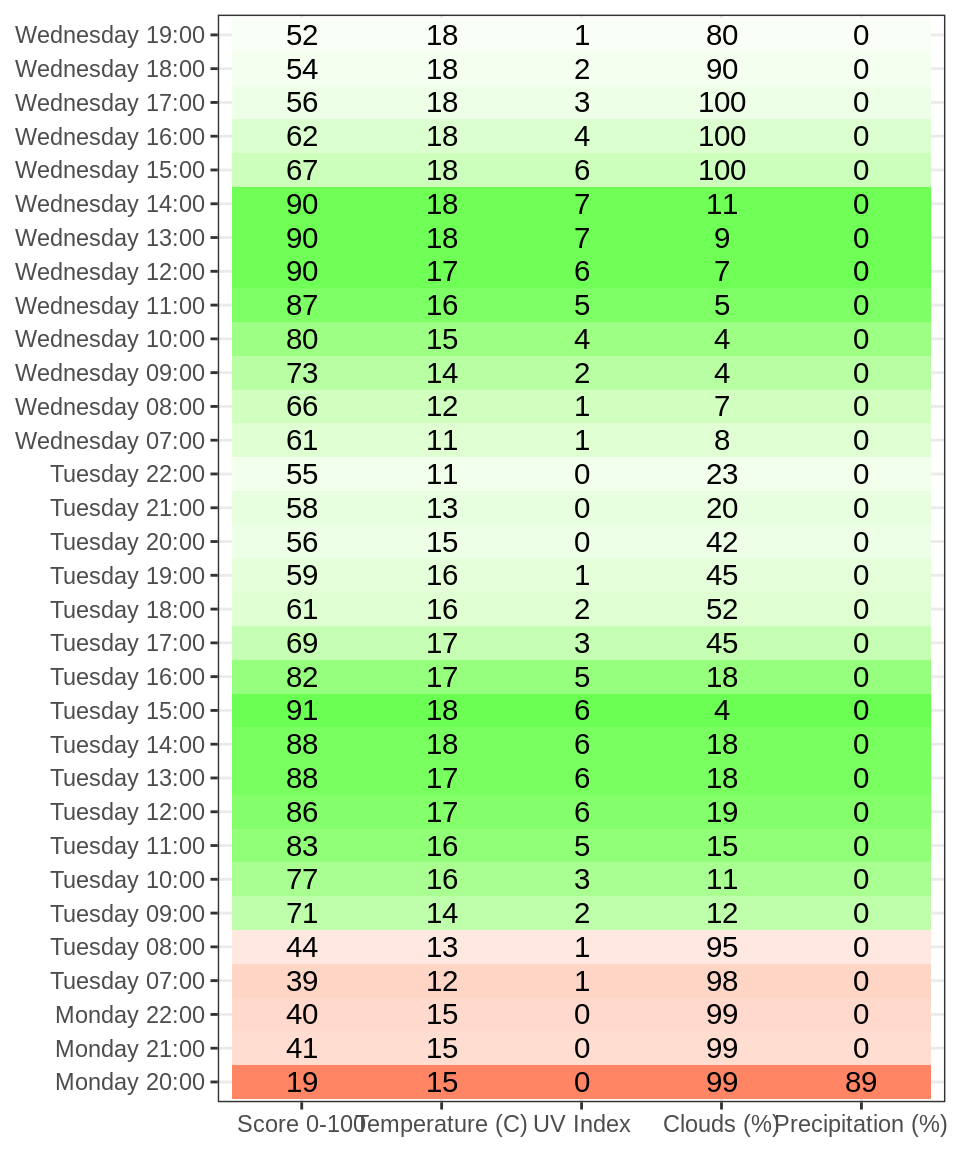 Wednesday 19:00 52 18 1 80 0
Wednesday 18:00 54 18 2 90 0
Wednesday 17:00 56 18 3 100 0
Wednesday 16:00 62 18 4 100 0
Wednesday 15:00 67 18 6 100 0
Wednesday 14:00 90 18 7 11 0
Wednesday 13:00 90 18 7 9 0
Wednesday 12:00 90 17 6 7 0
Wednesday 11:00 87 16 5 5 0
Wednesday 10:00 80 15 4 4 0
Wednesday 09:00 73 14 2 4 0
Wednesday 08:00 66 12 1 7 0
Wednesday 07:00 61 11 1 8 0
Tuesday 22:00 55 11 0 23 0
Tuesday 21:00 58 13 0 20 0
Tuesday 20:00 56 15 0 42 0
Tuesday 19:00 59 16 1 45 0
Tuesday 18:00 61 16 2 52 0
Tuesday 17:00 69 17 3 45 0
Tuesday 16:00 82 17 5 18 0
Tuesday 15:00 91 18 6 4 0
Tuesday 14:00 88 18 6 18 0
Tuesday 13:00 88 17 6 18 0
Tuesday 12:00 86 17 6 19 0
Tuesday 11:00 83 16 5 15 0
Tuesday 10:00 77 16 3 11 0
Tuesday 09:00 71 14 2 12 0
Tuesday 08:00 44 13 1 95 0
Tuesday 07:00 39 12 1 98 0
Monday 22:00 40 15 0 99 0
Monday 21:00 41 15 0 99 0
Monday 20:00 19 15 0 99 89
Score 0-100 Temperature (C) UV Index Clouds (%) Precipitation (%)